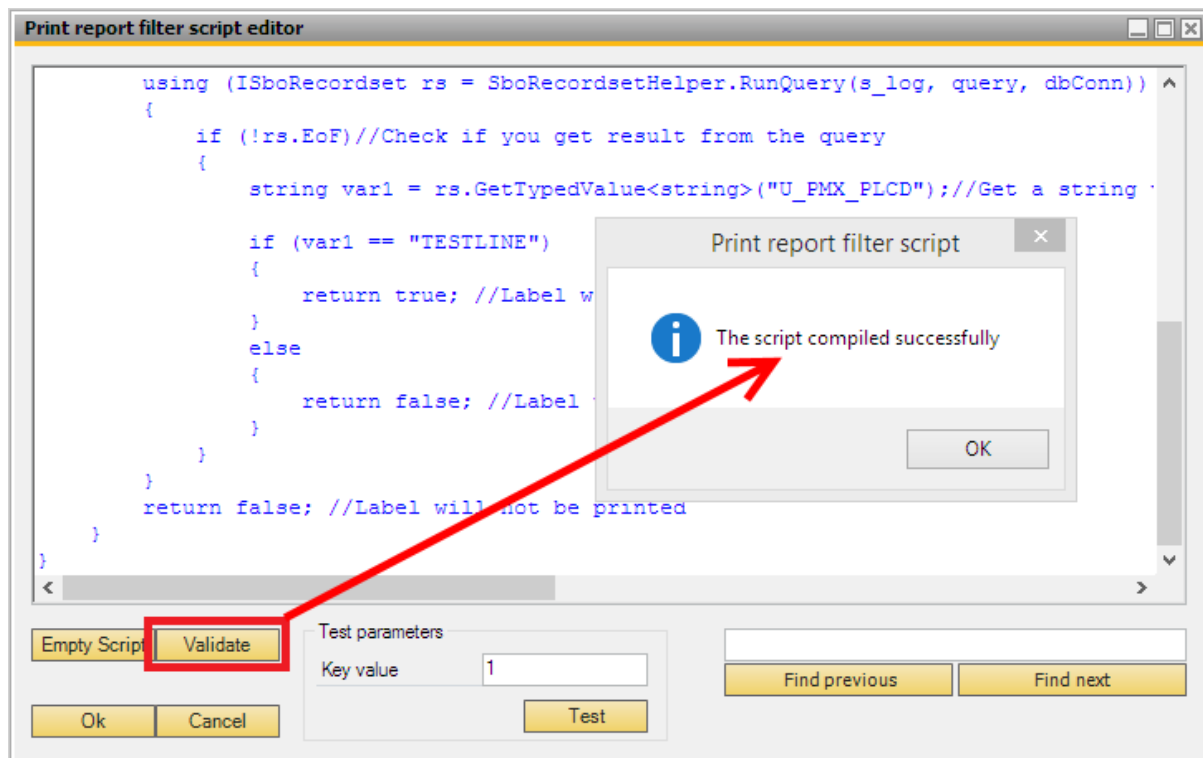 Print report filter script editor
using (ISboRecordset rs = SboRecordsetHelper.RunQuery(s_log, query, dbConn))
{
if (!rs.EoF)//Check if you get result from the query
{
string var1 = rs.GetTypedValue<string>("U_PMX_PLCD");//Get a string
if (var1 == "TESTLINE")
{
return true; //Label w
}
else
{
return false; //Label
}
}
}
return false; //Label will not be printed
}
}
Print report filter script
The script compiled successfully
OK
Empty Script
Validate
Test parameters
Key value
1
Find previous
Find next
Ok
Cancel
Test